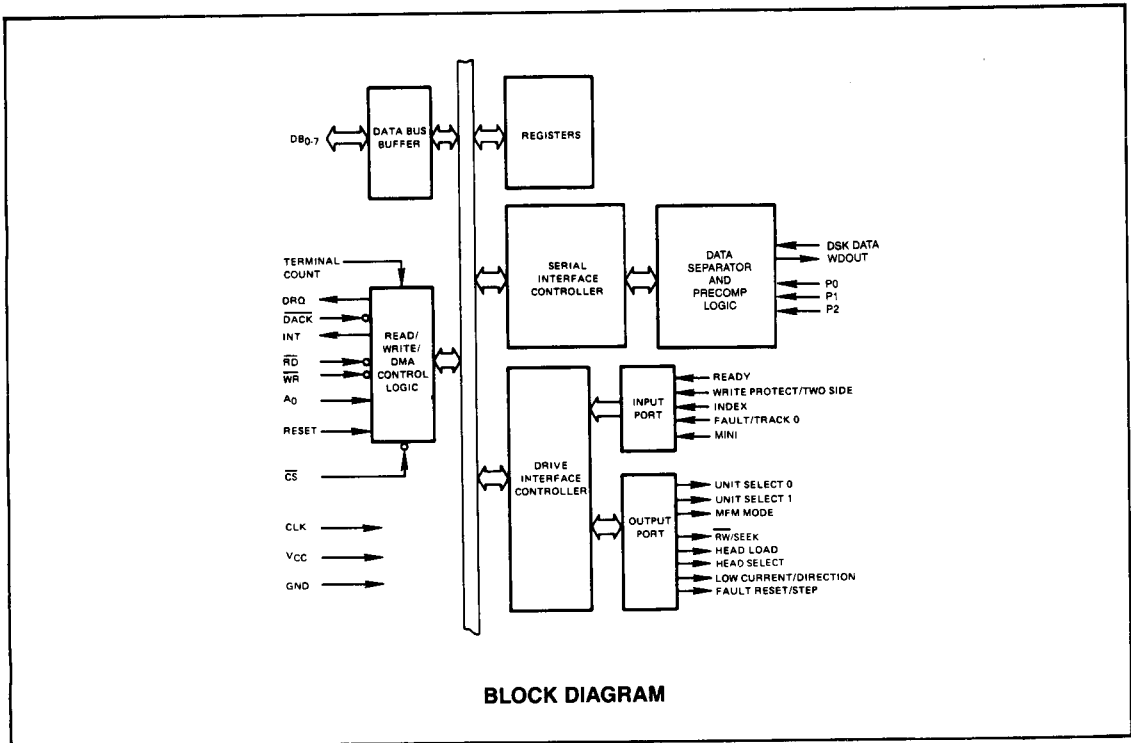 DB0-7
DATA BUS
BUFFER
REGISTERS
TERMINAL
COUNT
DRQ
DACK
INT
RD
WR
A0
RESET
CS
READ/
WRITE/
DMA
CONTROL
LOGIC
SERIAL
INTERFACE
CONTROLLER
DATA
SEPARATOR
AND
PRECOMP
LOGIC
DSK DATA
WDOUT
P0
P1
P2
DRIVE
INTERFACE
CONTROLLER
INPUT
PORT
READY
WRITE PROTECT/TWO SIDE
INDEX
FAULT/TRACK 0
MINI
OUTPUT
PORT
UNIT SELECT 0
UNIT SELECT 1
MFM MODE
RW/SEEK
HEAD LOAD
HEAD SELECT
LOW CURRENT/DIRECTION
FAULT RESET/STEP
CLK
VCC
GND
BLOCK DIAGRAM